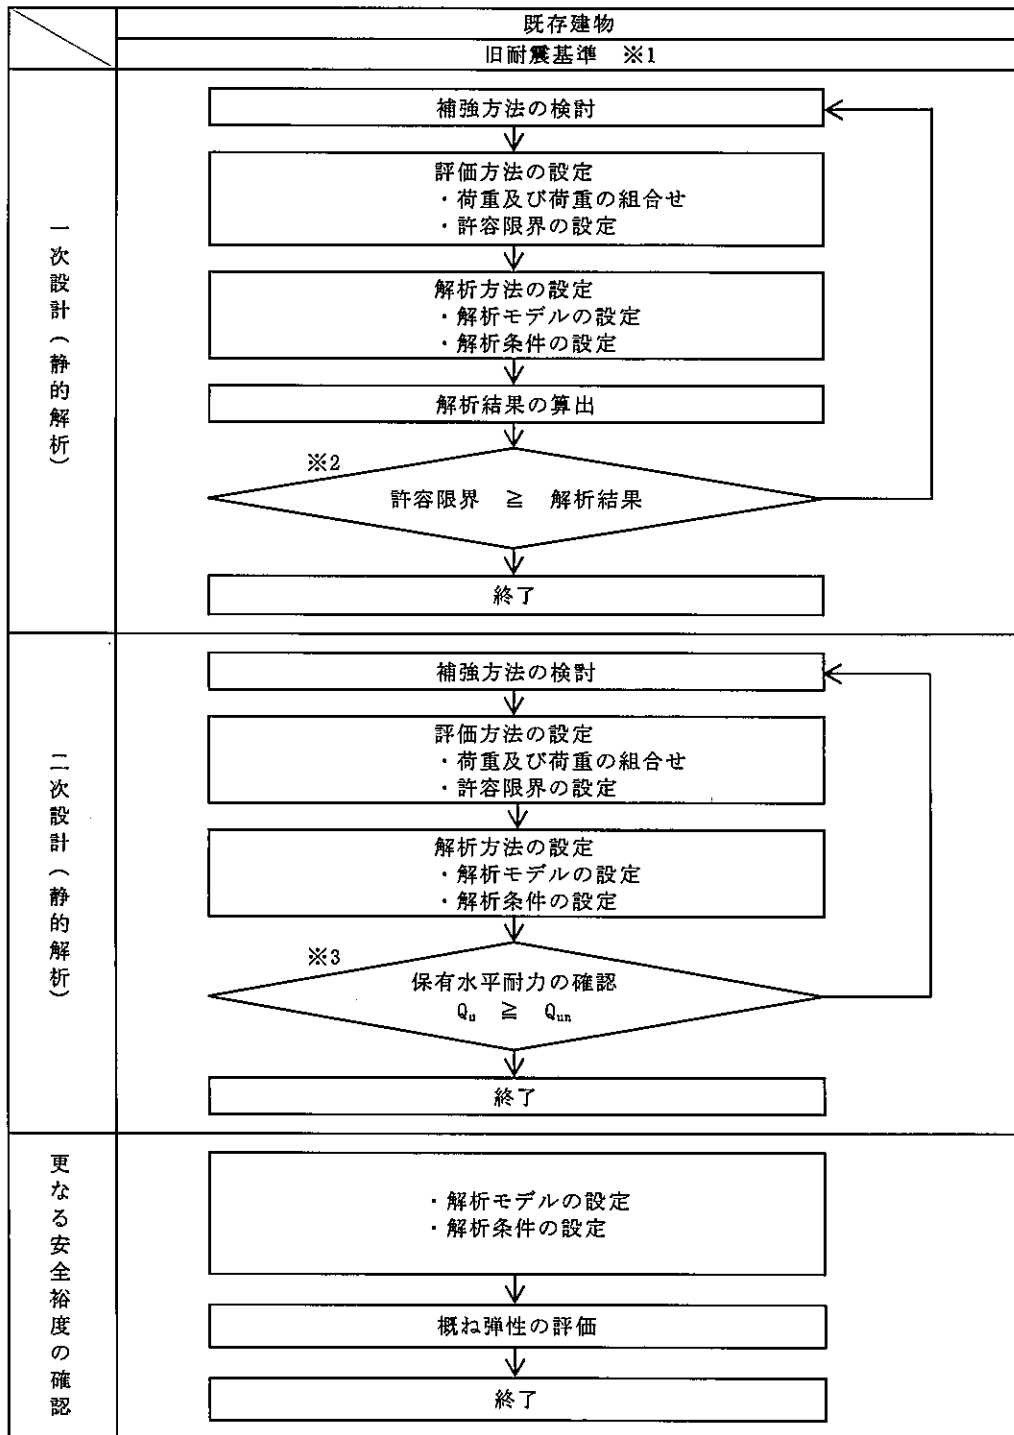 既存建物
旧耐震基準 ※1
一次設計(静的解析)
補強方法の検討
評価方法の設定
・荷重及び荷重の組合せ
・許容限界の設定
解析方法の設定
・解析モデルの設定
・解析条件の設定
解析結果の算出
※2
許容限界 ≧ 解析結果
終了
二次設計(静的解析)
補強方法の検討
評価方法の設定
・荷重及び荷重の組合せ
・許容限界の設定
解析方法の設定
・解析モデルの設定
・解析条件の設定
※3
保有水平耐力の確認
Qu ≧ Qun
終了
更なる安全裕度の確認
・解析モデルの設定
・解析条件の設定
概ね弾性の評価
終了